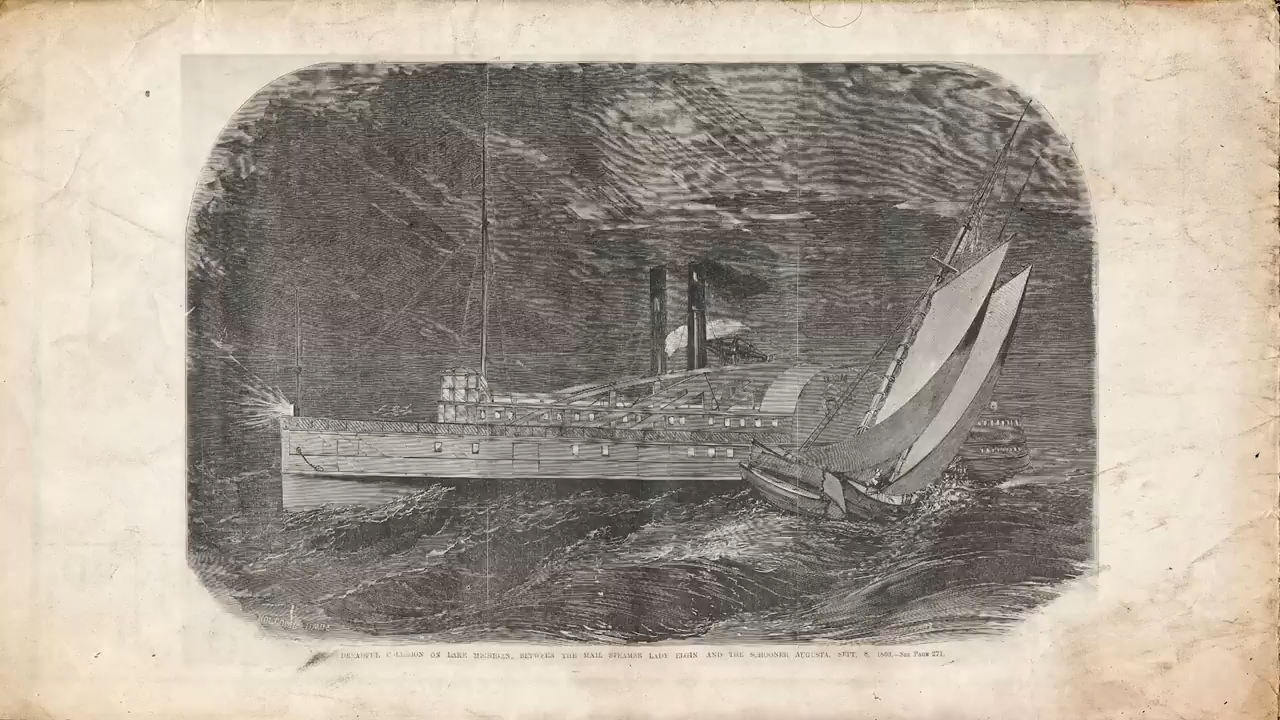 DREADFUL COLLISION ON LAKE MICHIGAN, BETWEEN THE MAIL STEAMER LADY ELGIN AND THE SCHOONER AUGUSTA, SEPT. 8, 1860.—SEE PAGE 271.